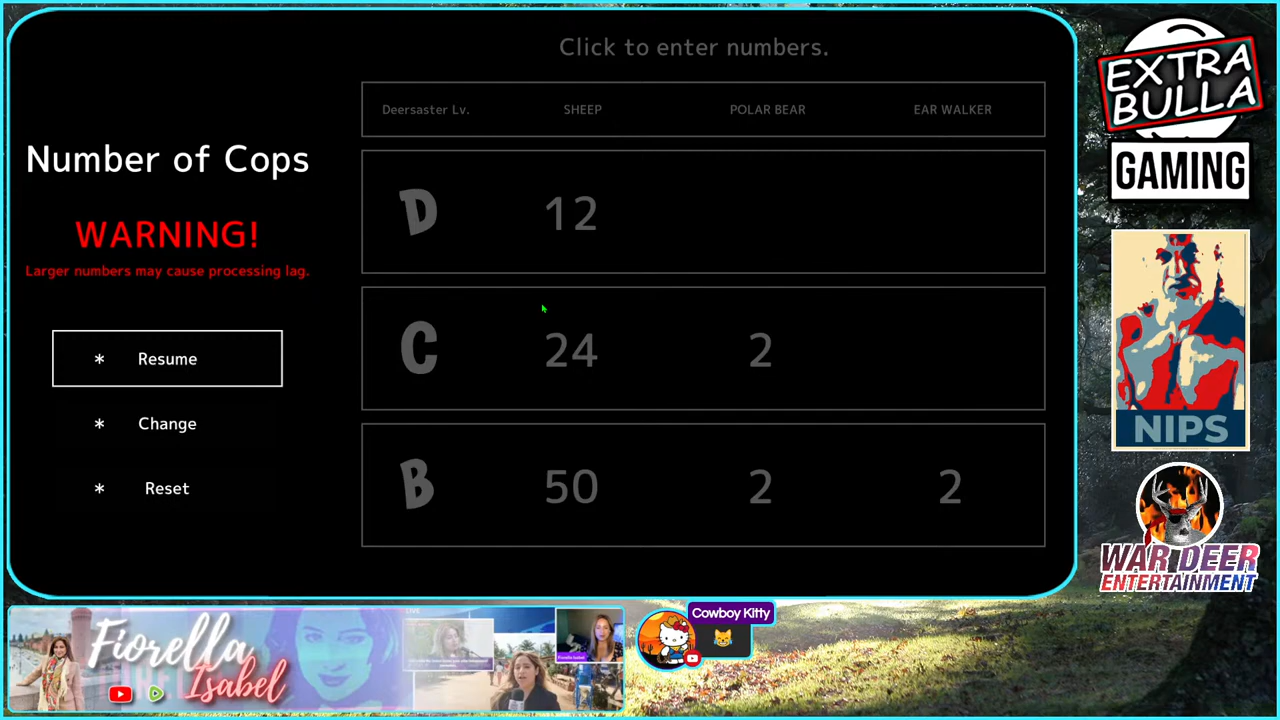 Click to enter numbers.
Deersaster Lv. SHEEP POLAR BEAR EAR WALKER
Number of Cops
WARNING!
Larger numbers may cause processing lag.
D 12
C 24 2
B 50 2 2
* Resume
* Change
* Reset
EXTRA
BULLA
GAMING
NIPS
WAR DEER
ENTERTAINMENT
Fiorella
Isabel
LIVE
Cowboy Kitty